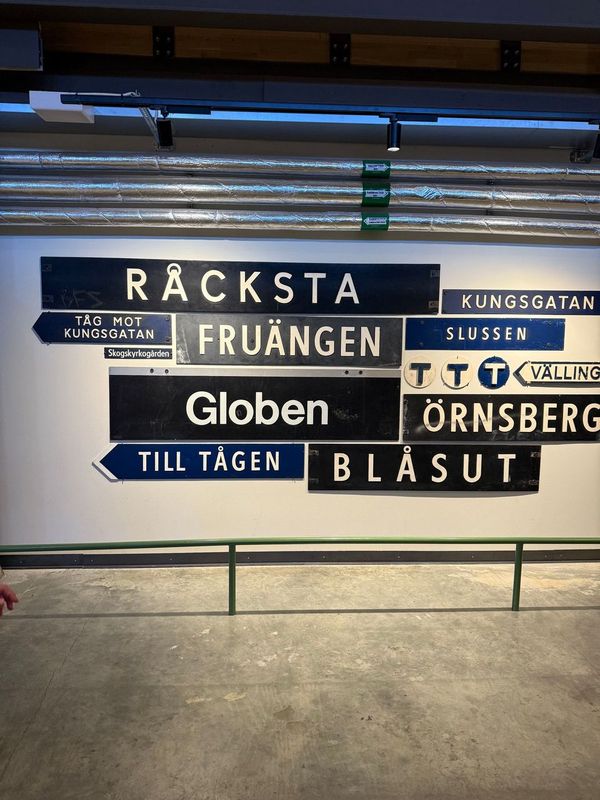 RÅCKSTA
KUNGSGATAN
TÅG MOT
KUNGSGATAN
FRUÄNGEN
SLUSSEN
Skogskyrkogården
T T T
VÄLLING
Globen
ÖRNSBERG
TILL TÅGEN
BLÅSUT